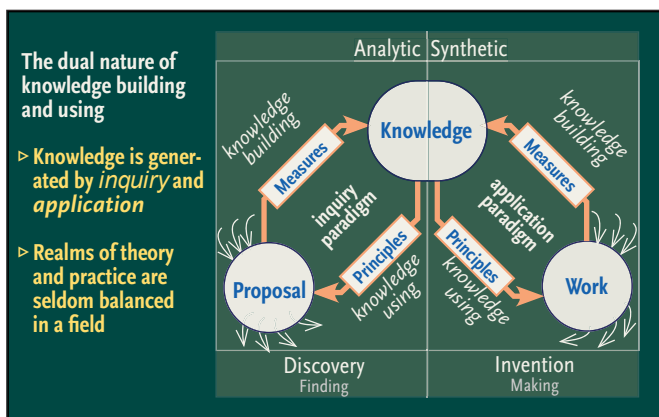 The dual nature of
knowledge building
and using
▹ Knowledge is gener-
ated by inquiry and
application
▹ Realms of theory
and practice are
seldom balanced
in a field
Analytic Synthetic
knowledge
building
Measures
Knowledge
knowledge
building
Measures
inquiry
paradigm
application
paradigm
Principles
knowledge
using
Principles
knowledge
using
Proposal
Work
Discovery
Finding
Invention
Making